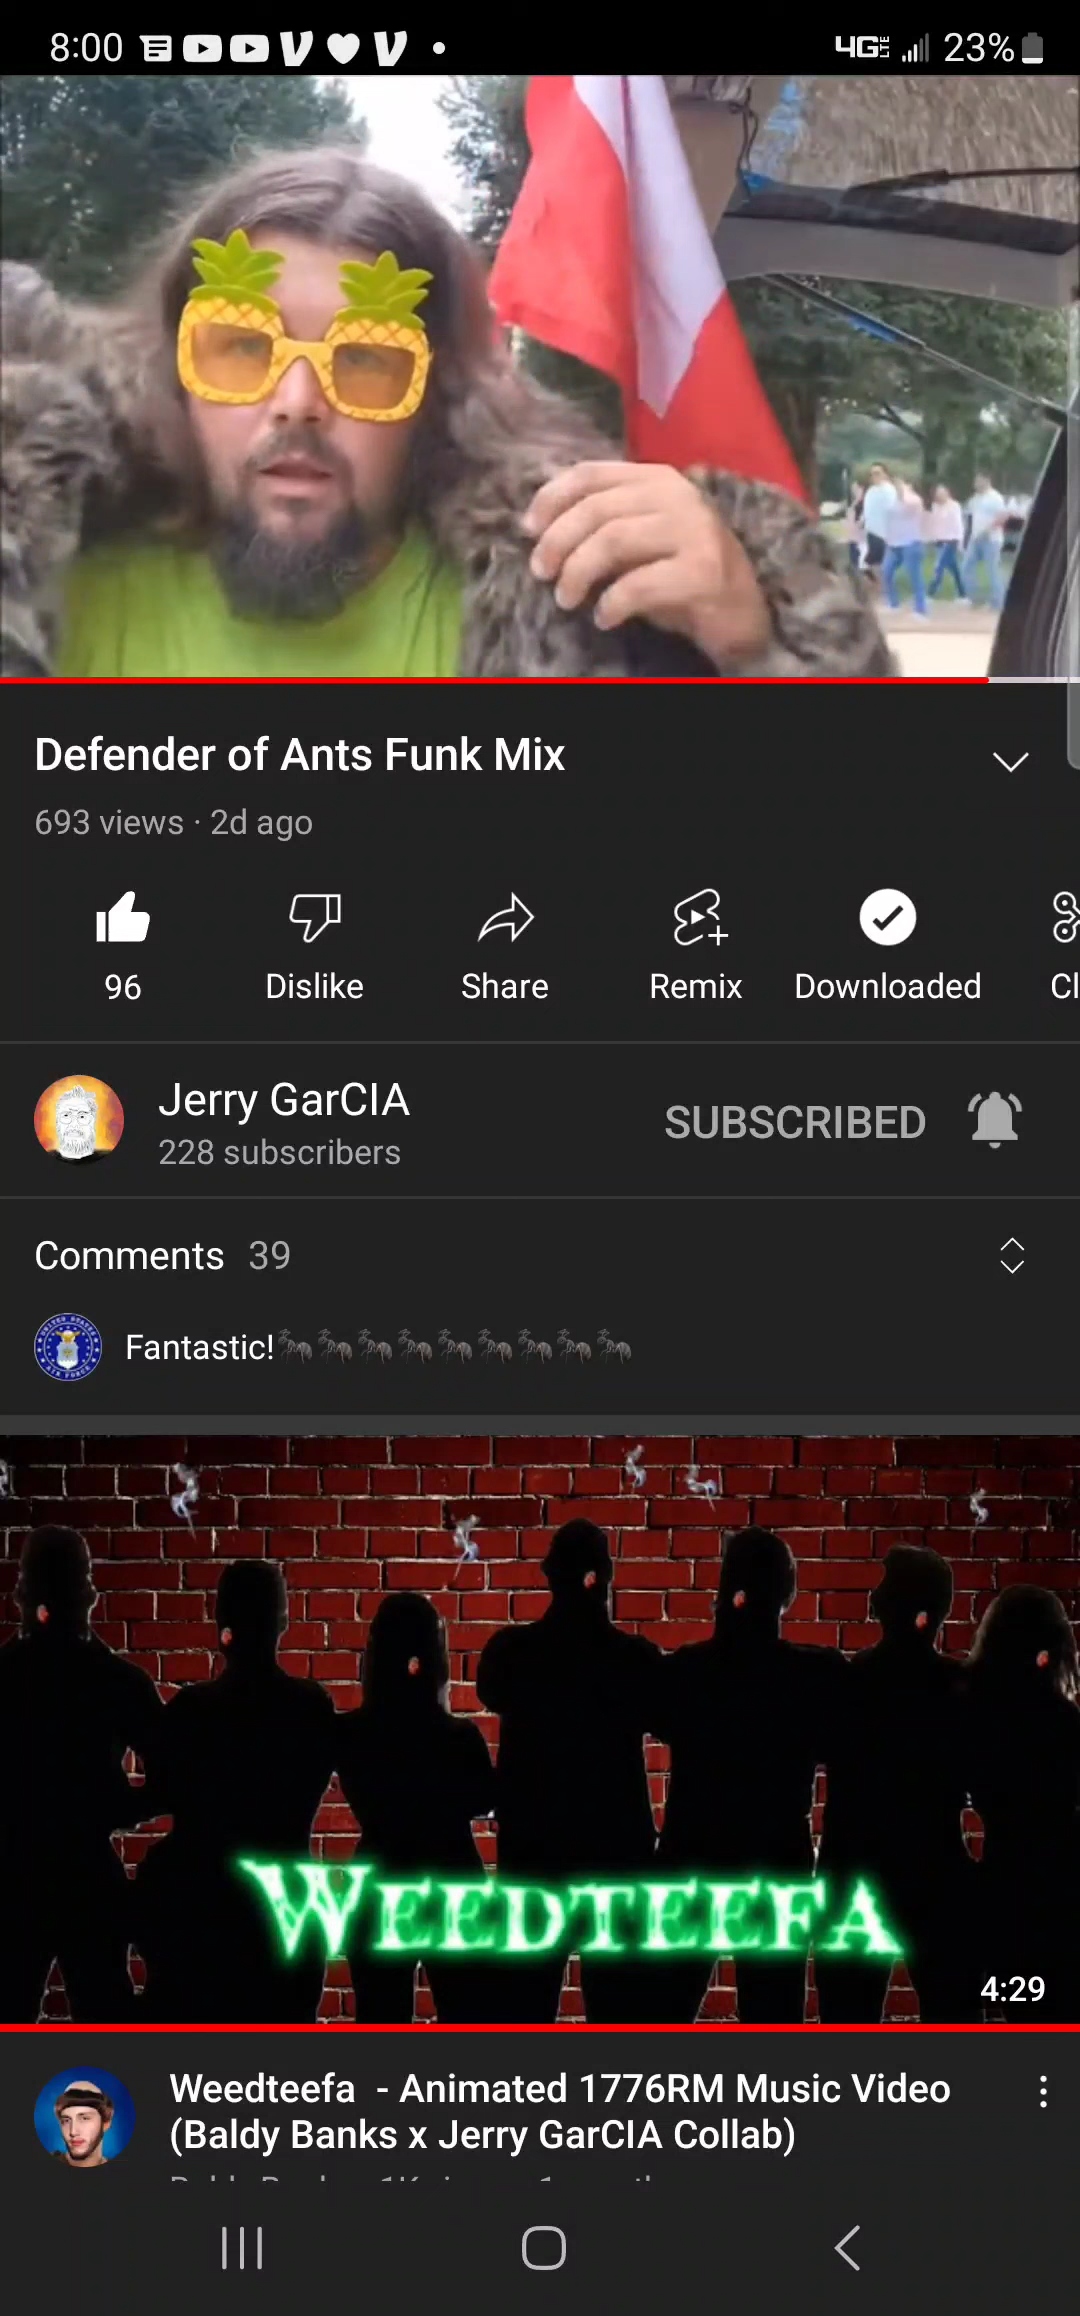 8:00
4G LTE 23%
Defender of Ants Funk Mix
693 views · 2d ago
96
Dislike
Share
Remix
Downloaded
Cl
Jerry GarCIA
228 subscribers
SUBSCRIBED
Comments 39
Fantastic!🐜🐜🐜🐜🐜🐜🐜🐜🐜
WEEDTEEFA
4:29
Weedteefa - Animated 1776RM Music Video
(Baldy Banks x Jerry GarCIA Collab)